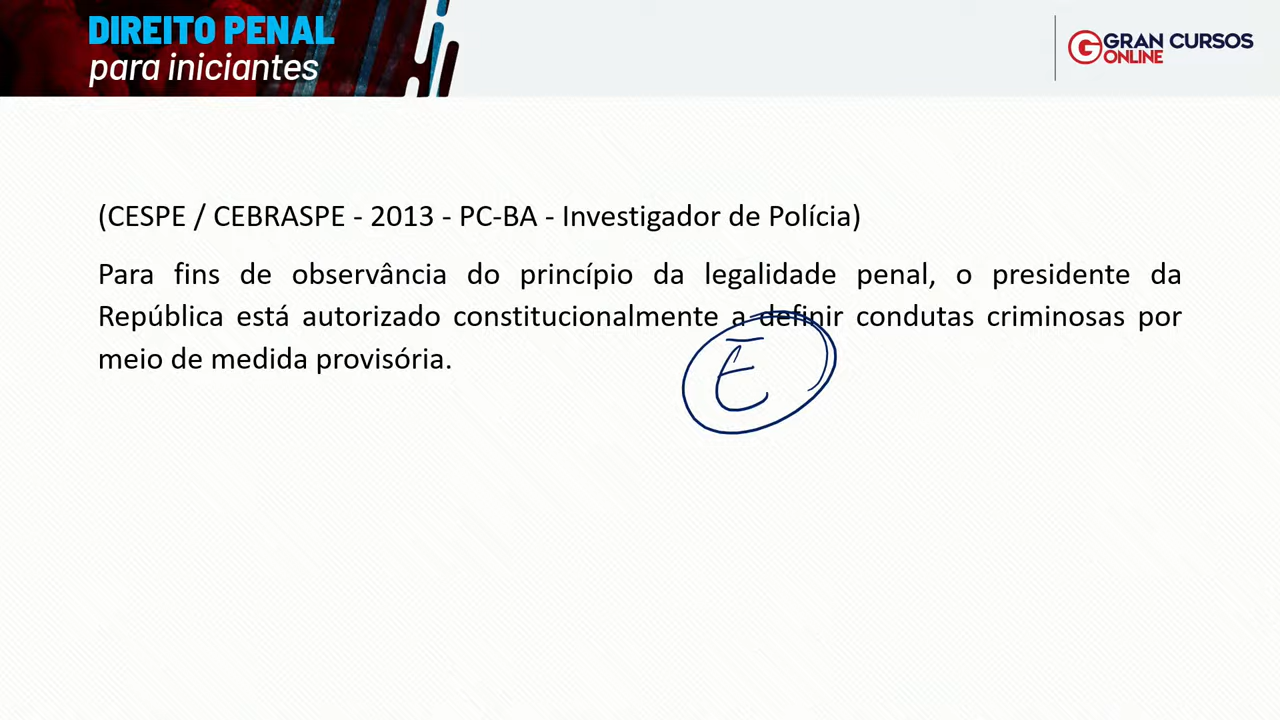 DIREITO PENAL
para iniciantes
GRAN CURSOS
ONLINE
(CESPE / CEBRASPE - 2013 - PC-BA - Investigador de Polícia)
Para fins de observância do princípio da legalidade penal, o presidente da
República está autorizado constitucionalmente a definir condutas criminosas por
meio de medida provisória.
E